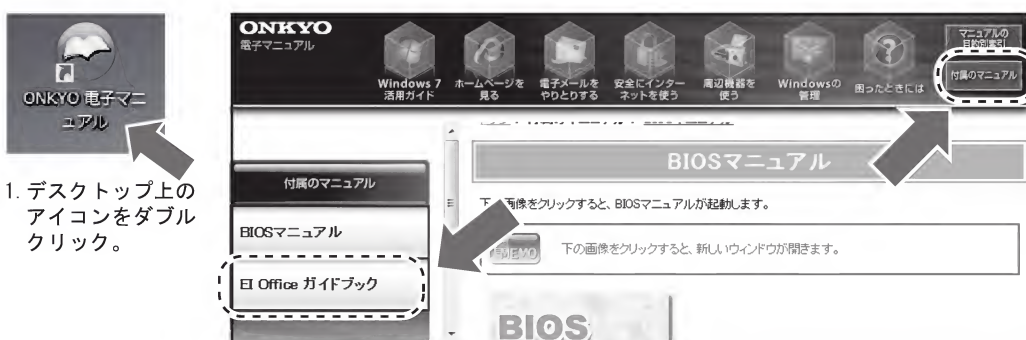 ONKYO 電子マニ
ュアル
1. デスクトップ上の
アイコンをダブル
クリック。
ONKYO
電子マニュアル
Windows 7
活用ガイド
ホームページを
見る
電子メールを
やりとりする
安全にインター
ネットを使う
周辺機器を
使う
Windowsの
管理
困ったときには
マニュアルの
目的別索引
付属のマニュアル
付属のマニュアル
BIOSマニュアル
EI Office ガイドブック
BIOSマニュアル
下の画像をクリックすると、BIOSマニュアルが起動します。
MEMO
下の画像をクリックすると、新しいウィンドウが開きます。
BIOS